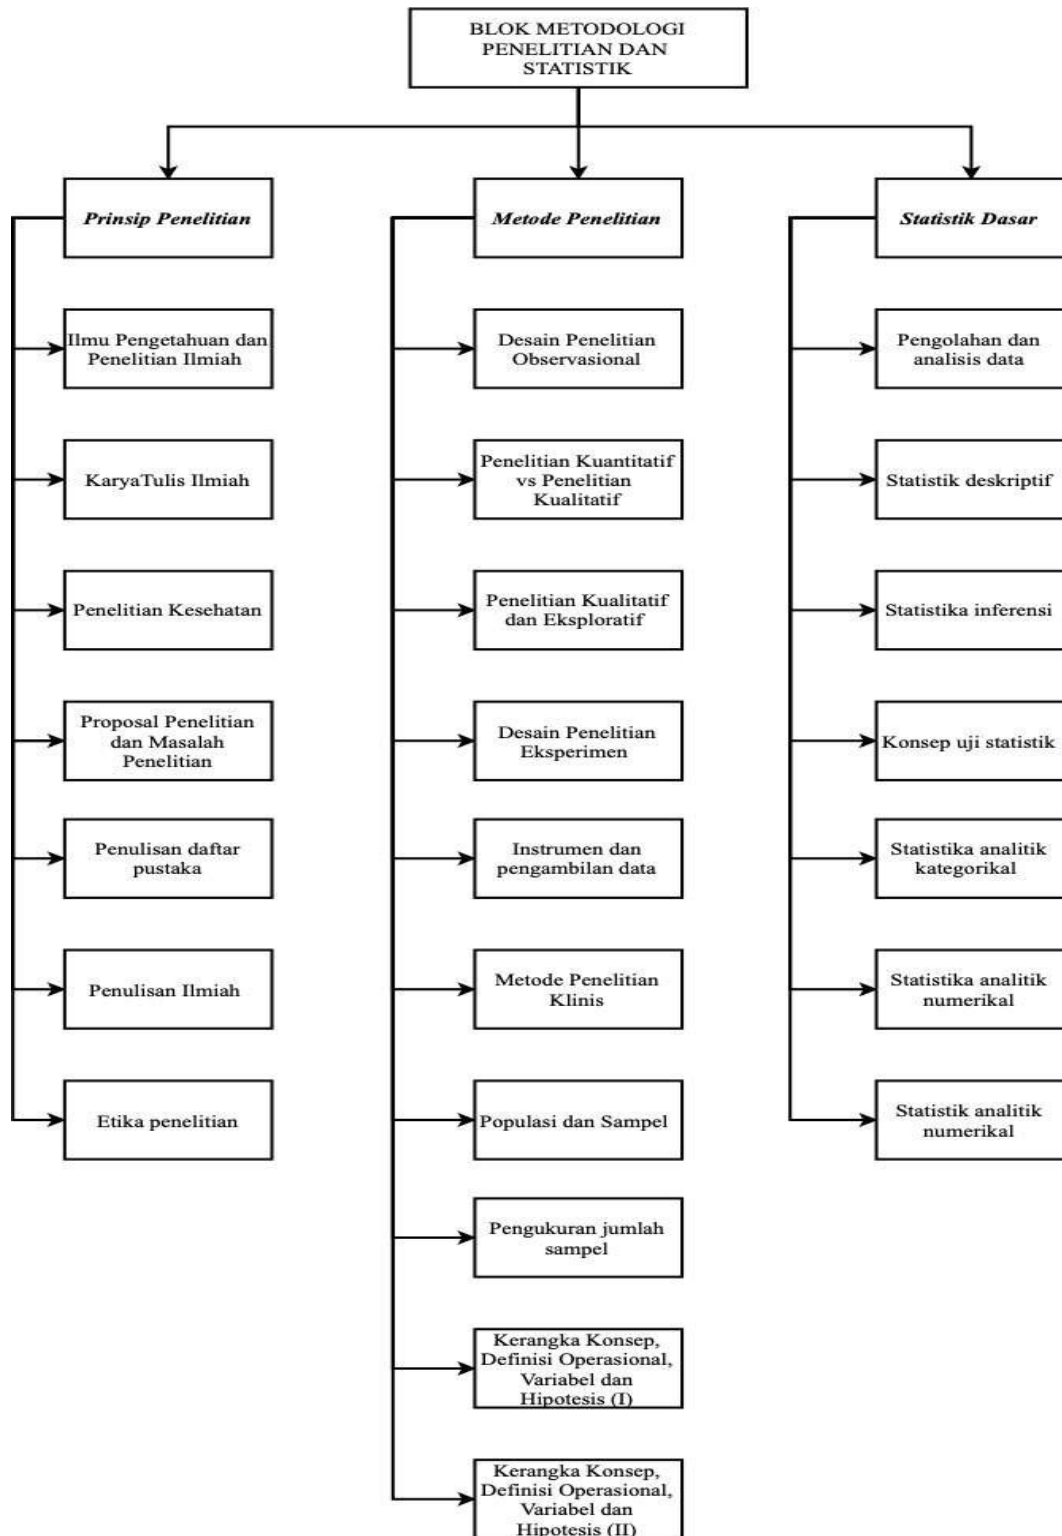 BLOK METODOLOGI
PENELITIAN DAN
STATISTIK
Prinsip Penelitian
Metode Penelitian
Statistik Dasar
Ilmu Pengetahuan dan
Penelitian Ilmiah
KaryaTulis Ilmiah
Penelitian Kesehatan
Proposal Penelitian
dan Masalah
Penelitian
Penulisan daftar
pustaka
Penulisan Ilmiah
Etika penelitian
Desain Penelitian
Observasional
Penelitian Kuantitatif
vs Penelitian
Kualitatif
Penelitian Kualitatif
dan Eksploratif
Desain Penelitian
Eksperimen
Instrumen dan
pengambilan data
Metode Penelitian
Klinis
Populasi dan Sampel
Pengukuran jumlah
sampel
Kerangka Konsep,
Definisi Operasional,
Variabel dan
Hipotesis (I)
Kerangka Konsep,
Definisi Operasional,
Variabel dan
Hipotesis (II)
Pengolahan dan
analisis data
Statistik deskriptif
Statistika inferensi
Konsep uji statistik
Statistika analitik
kategorikal
Statistika analitik
numerikal
Statistik analitik
numerikal